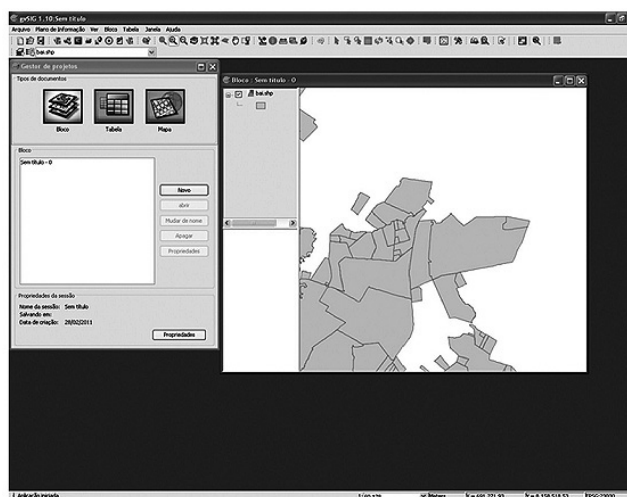 gvSIG 1.10:Sem título
Arquivo Plano de Informação Ver Bloco Tabela Janela Ajuda
bai.shp
Gestor de projetos
Tipos de documentos
Bloco Tabela Mapa
Bloco
Sem título - 0
Novo
abrir
Mudar de nome
Apagar
Propriedades
Propriedades da sessão
Nome da sessão: Sem título
Salvando em:
Data de criação: 28/02/2011
Propriedades
Bloco : Sem título - 0
bai.shp
Aplicação iniciada
Metros